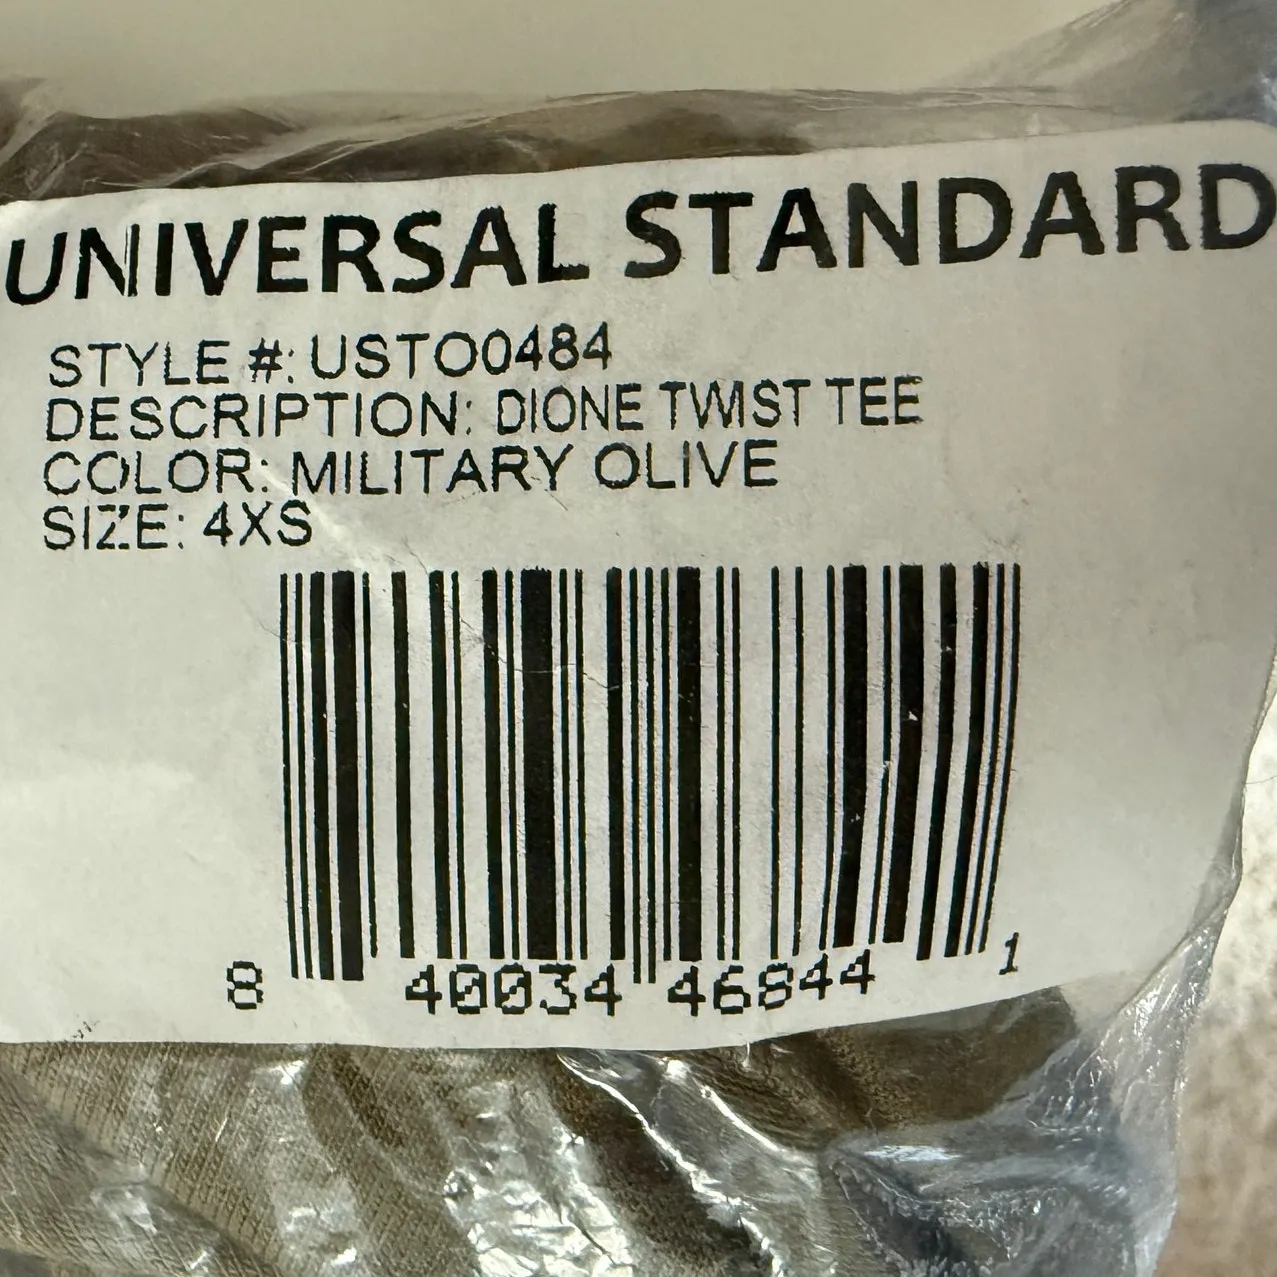 UNIVERSAL STANDARD
STYLE #: USTO0484
DESCRIPTION: DIONE TWIST TEE
COLOR: MILITARY OLIVE
SIZE: 4XS
8 40034 46844 1